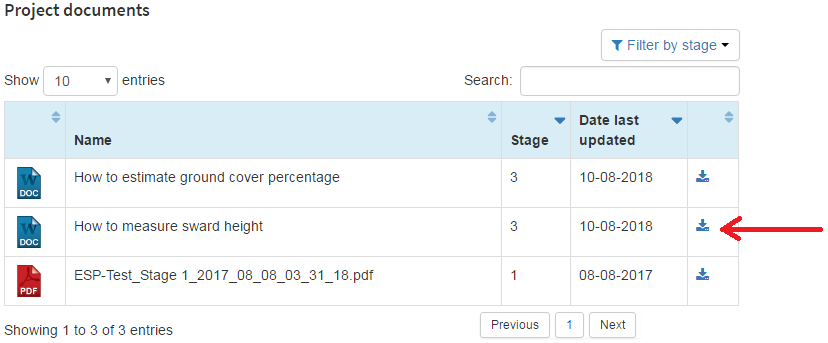 Project documents
Filter by stage
Show 10 entries Search:
Name Stage Date last updated
DOC How to estimate ground cover percentage 3 10-08-2018
DOC How to measure sward height 3 10-08-2018
PDF ESP-Test_Stage 1_2017_08_08_03_31_18.pdf 1 08-08-2017
Showing 1 to 3 of 3 entries Previous 1 Next